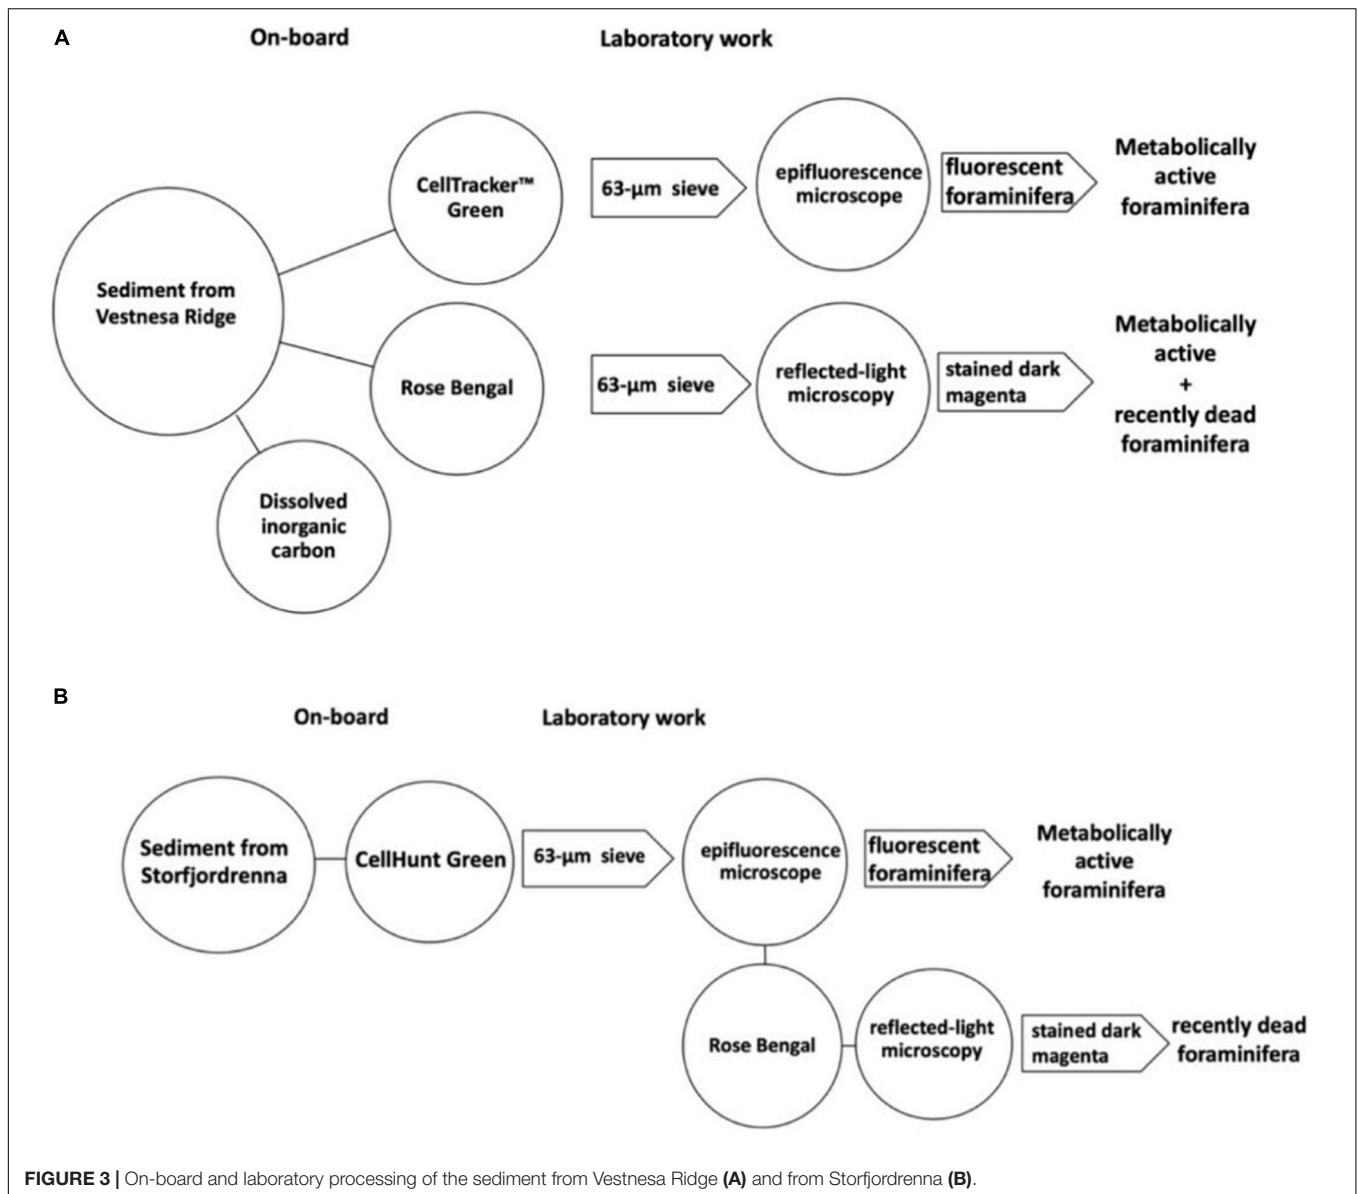 A
On-board
Laboratory work
CellTracker™
Green
63-µm sieve
epifluorescence
microscope
fluorescent
foraminifera
Metabolically
active
foraminifera
Sediment from
Vestnesa Ridge
Rose Bengal
63-µm sieve
reflected-light
microscopy
stained dark
magenta
Metabolically
active
+
recently dead
foraminifera
Dissolved
inorganic
carbon
B
On-board
Laboratory work
Sediment from
Storfjordrenna
CellHunt Green
63-µm sieve
epifluorescence
microscope
fluorescent
foraminifera
Metabolically
active
foraminifera
Rose Bengal
reflected-light
microscopy
stained dark
magenta
recently dead
foraminifera
FIGURE 3 | On-board and laboratory processing of the sediment from Vestnesa Ridge (A) and from Storfjordrenna (B).